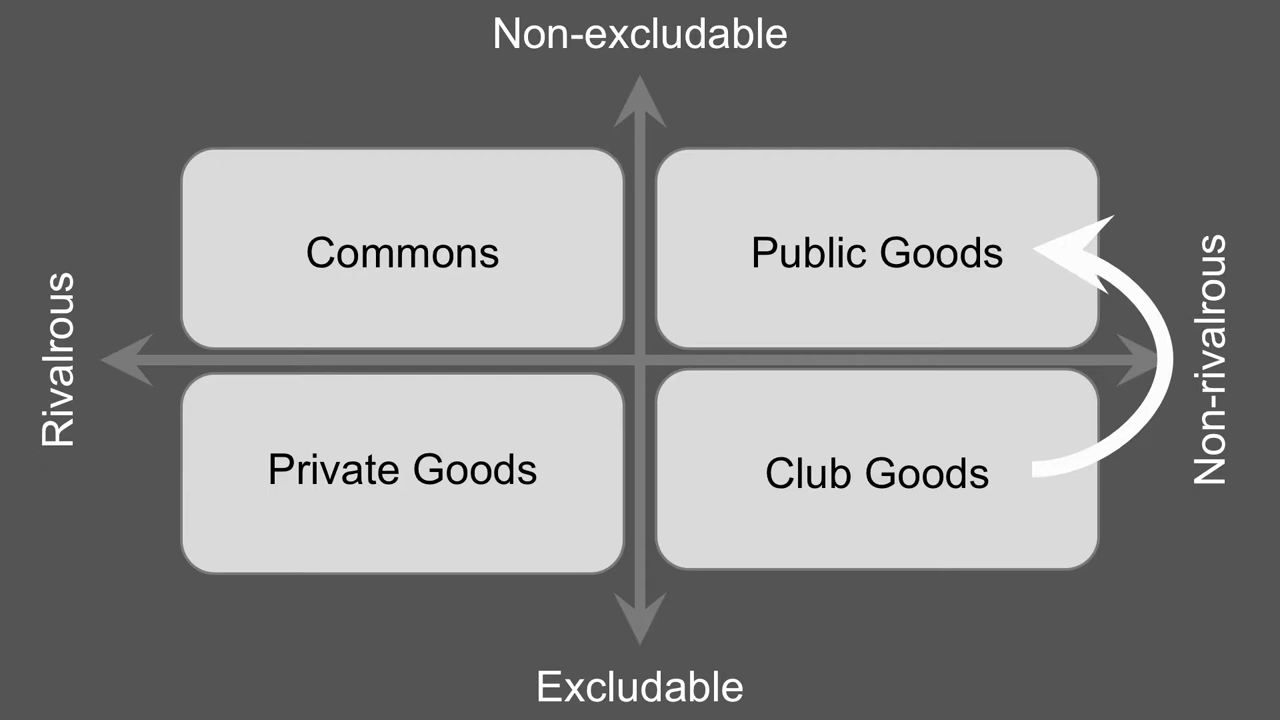 Non-excludable
Commons
Public Goods
Rivalrous
Non-rivalrous
Private Goods
Club Goods
Excludable